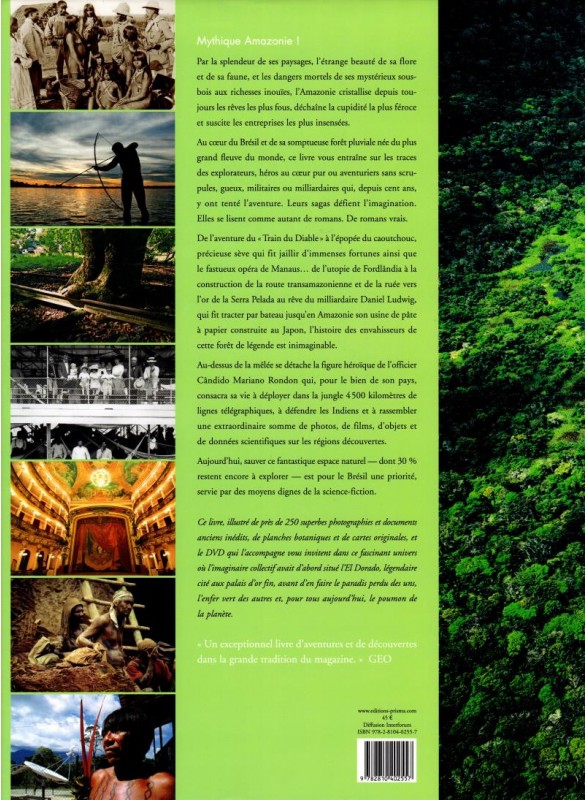 Mythique Amazonie !
Par la splendeur de ses paysages, l'étrange beauté de sa flore
et de sa faune, et les dangers mortels de ses mystérieux sous-
bois aux richesses inouïes, l'Amazonie cristallise depuis tou-
jours les rêves les plus fous, déchaîne la cupidité la plus féroce
et suscite les entreprises les plus insensées.
Au cœur du Brésil et de sa somptueuse forêt pluviale née du plus
grand fleuve du monde, ce livre vous entraîne sur les traces
des explorateurs, héros au cœur pur ou aventuriers sans scru-
pules, gueux, militaires ou milliardaires qui, depuis cent ans,
y ont tenté l'aventure. Leurs sagas défient l'imagination.
Elles se lisent comme autant de romans. De romans vrais.
De l'aventure du « Train du Diable » à l'épopée du caoutchouc,
précieuse sève qui fit jaillir d'immenses fortunes ainsi que
le fastueux opéra de Manaus… de l'utopie de Fordlândia à la
construction de la route transamazonienne et de la ruée vers
l'or de la Serra Pelada au rêve du milliardaire Daniel Ludwig,
qui fit tracter par bateau jusqu'en Amazonie son usine de pâte
à papier construite au Japon, l'histoire des envahisseurs de
cette forêt de légende est inimaginable.
Au-dessus de la mêlée se détache la figure héroïque de l'officier
Cândido Mariano Rondon qui, pour le bien de son pays,
consacra sa vie à déployer dans la jungle 4 500 kilomètres de
lignes télégraphiques, à défendre les Indiens et à rassembler
une extraordinaire somme de photos, de films, d'objets et
de données scientifiques sur les régions découvertes.
Aujourd'hui, sauver ce fantastique espace naturel — dont 30 %
restent encore à explorer — est pour le Brésil une priorité,
servie par des moyens dignes de la science-fiction.
Ce livre, illustré de près de 250 superbes photographies et documents
anciens inédits, de planches botaniques et de cartes originales, et
le DVD qui l'accompagne vous invitent dans ce fascinant univers
où l'imaginaire collectif avait d'abord situé l'El Dorado, légendaire
cité aux palais d'or fin, avant d'en faire le paradis perdu des uns,
l'enfer vert des autres et, pour tous aujourd'hui, le poumon de
la planète.
« Un exceptionnel livre d'aventures et de découvertes
dans la grande tradition du magazine. » GEO
www.editions-prisma.com
45 €
Diffusion Interforum
ISBN 978-2-8104-0255-7
9 782810 402557